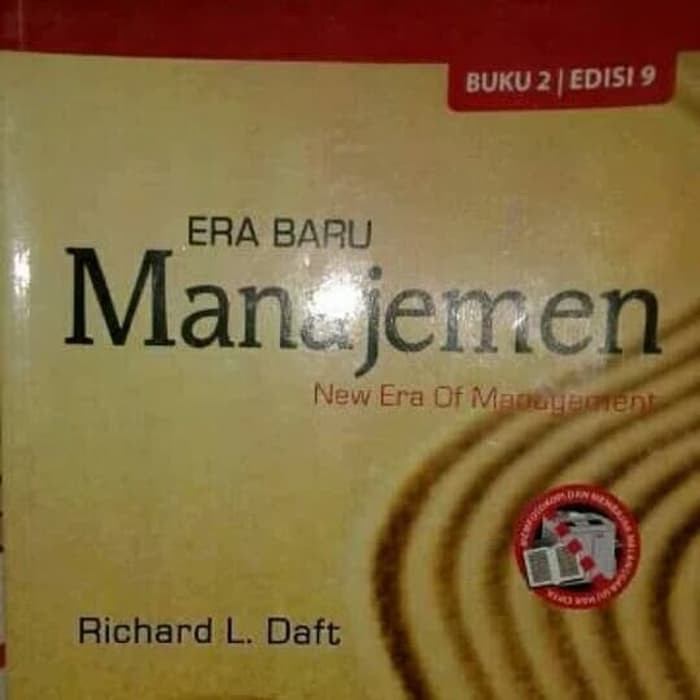 BUKU 2 | EDISI 9
ERA BARU
Manajemen
New Era Of Management
Richard L. Daft